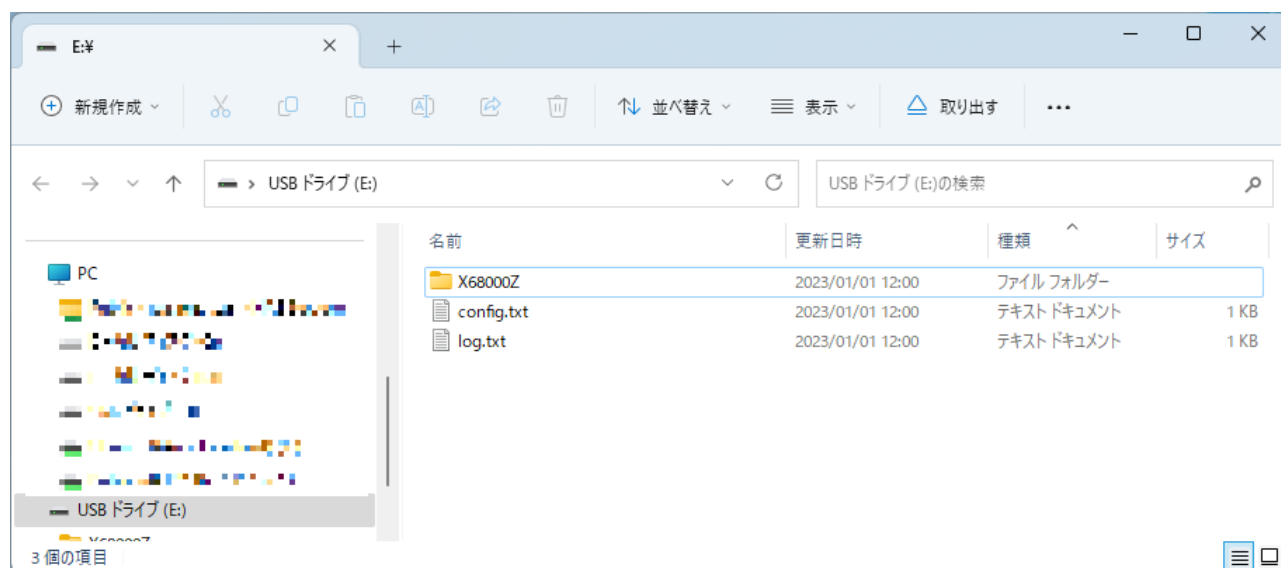 E:¥
新規作成
並べ替え
表示
取り出す
USB ドライブ (E:)
USB ドライブ (E:)の検索
名前 更新日時 種類 サイズ
PC
X68000Z 2023/01/01 12:00 ファイル フォルダー
config.txt 2023/01/01 12:00 テキスト ドキュメント 1 KB
log.txt 2023/01/01 12:00 テキスト ドキュメント 1 KB
USB ドライブ (E:)
3 個の項目